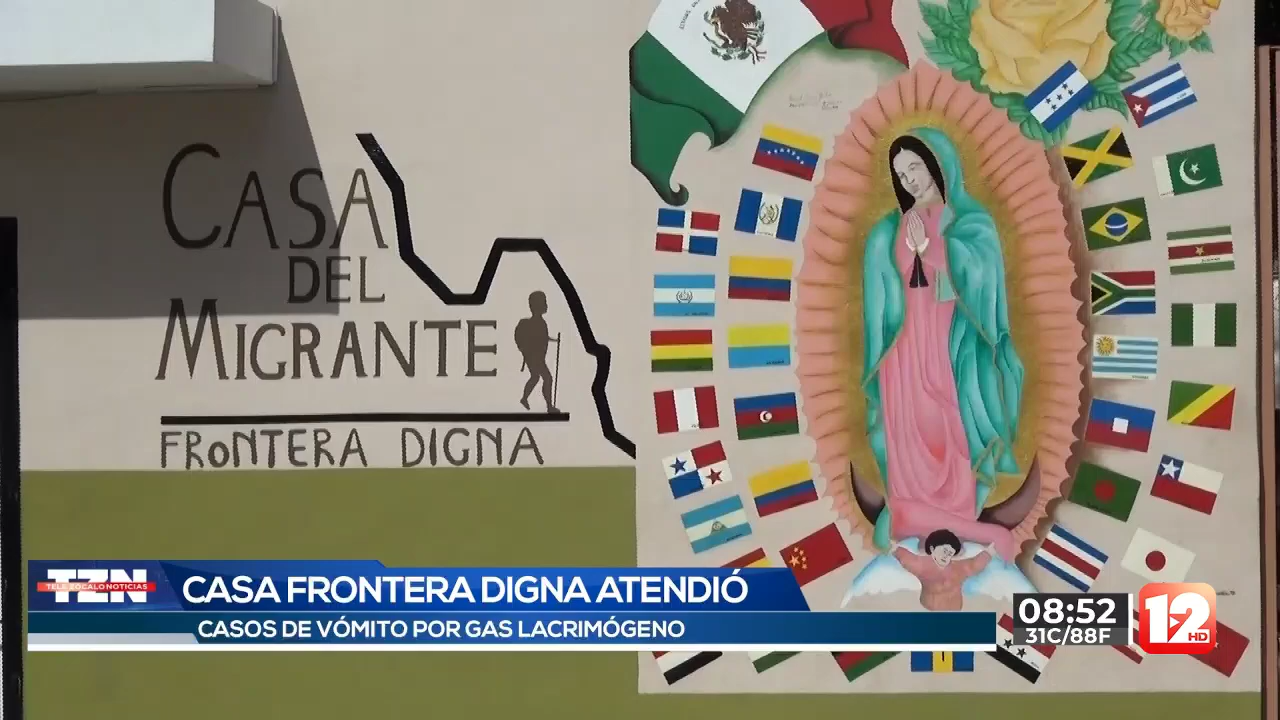 CASA
DEL
MIGRANTE
FRONTERA DIGNA
TZN
TELE ZÓCALO NOTICIAS
CASA FRONTERA DIGNA ATENDIÓ
CASOS DE VÓMITO POR GAS LACRIMÓGENO
08:52
31C/88F
12
HD